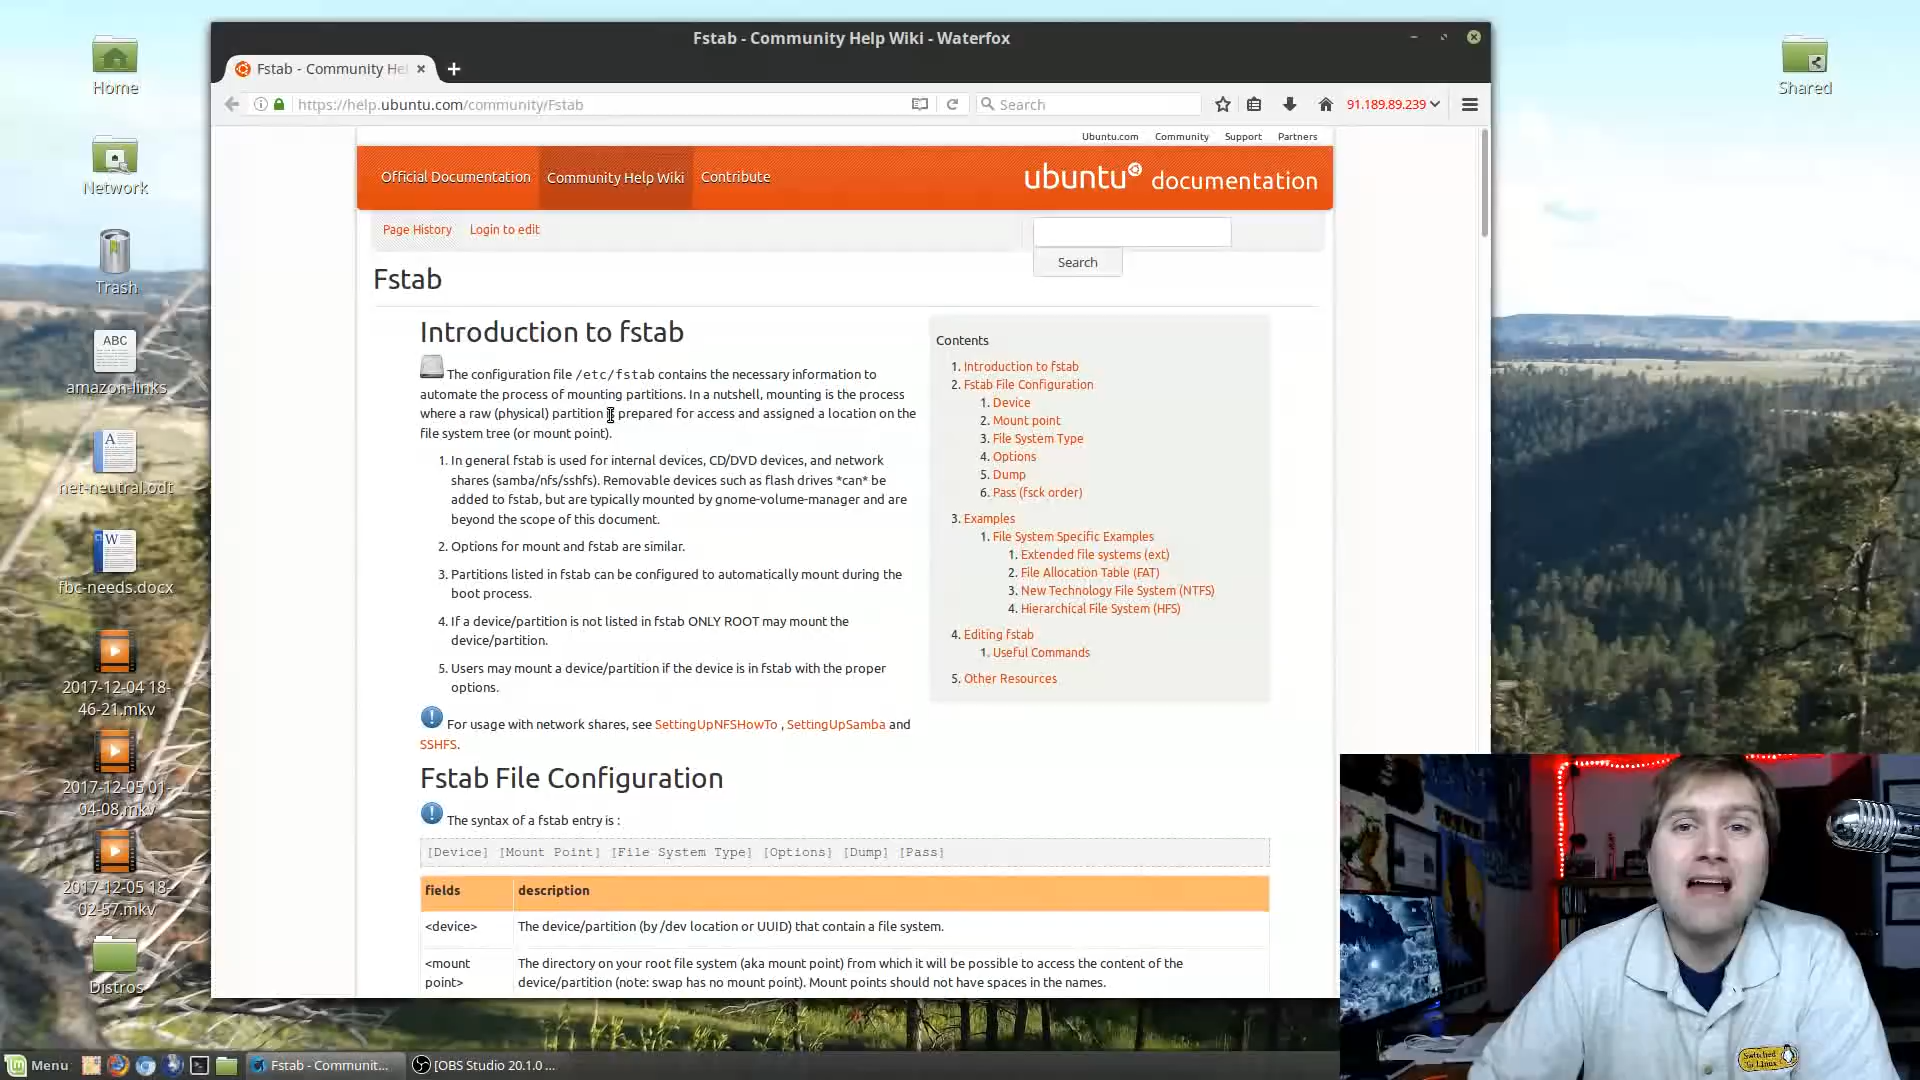 Fstab - Community Help Wiki - Waterfox
Fstab - Community Hel
https://help.ubuntu.com/community/Fstab
Search
91.189.89.239
Home
Network
Trash
ABC
amazon-links
net-neutral.odt
fbc-needs.docx
2017-12-04 18-
46-21.mkv
2017-12-05 01-
04-08.mkv
2017-12-05 18-
02-57.mkv
Distros
Shared
Ubuntu.com Community Support Partners
Official Documentation Community Help Wiki Contribute
ubuntu documentation
Page History Login to edit
Search
Fstab
Introduction to fstab
The configuration file /etc/fstab contains the necessary information to
automate the process of mounting partitions. In a nutshell, mounting is the process
where a raw (physical) partition prepared for access and assigned a location on the
file system tree (or mount point).
1. In general fstab is used for internal devices, CD/DVD devices, and network
shares (samba/nfs/sshfs). Removable devices such as flash drives *can* be
added to fstab, but are typically mounted by gnome-volume-manager and are
beyond the scope of this document.
2. Options for mount and fstab are similar.
3. Partitions listed in fstab can be configured to automatically mount during the
boot process.
4. If a device/partition is not listed in fstab ONLY ROOT may mount the
device/partition.
5. Users may mount a device/partition if the device is in fstab with the proper
options.
For usage with network shares, see SettingUpNFSHowTo , SettingUpSamba and
SSHFS.
Contents
1. Introduction to fstab
2. Fstab File Configuration
1. Device
2. Mount point
3. File System Type
4. Options
5. Dump
6. Pass (fsck order)
3. Examples
1. File System Specific Examples
1. Extended file systems (ext)
2. File Allocation Table (FAT)
3. New Technology File System (NTFS)
4. Hierarchical File System (HFS)
4. Editing fstab
1. Useful Commands
5. Other Resources
Fstab File Configuration
The syntax of a fstab entry is :
[Device] [Mount Point] [File System Type] [Options] [Dump] [Pass]
fields description
<device> The device/partition (by /dev location or UUID) that contain a file system.
<mount The directory on your root file system (aka mount point) from which it will be possible to access the content of the
point> device/partition (note: swap has no mount point). Mount points should not have spaces in the names.
Switched
To Linux
Menu
Fstab - Communit...
[OBS Studio 20.1.0 ...